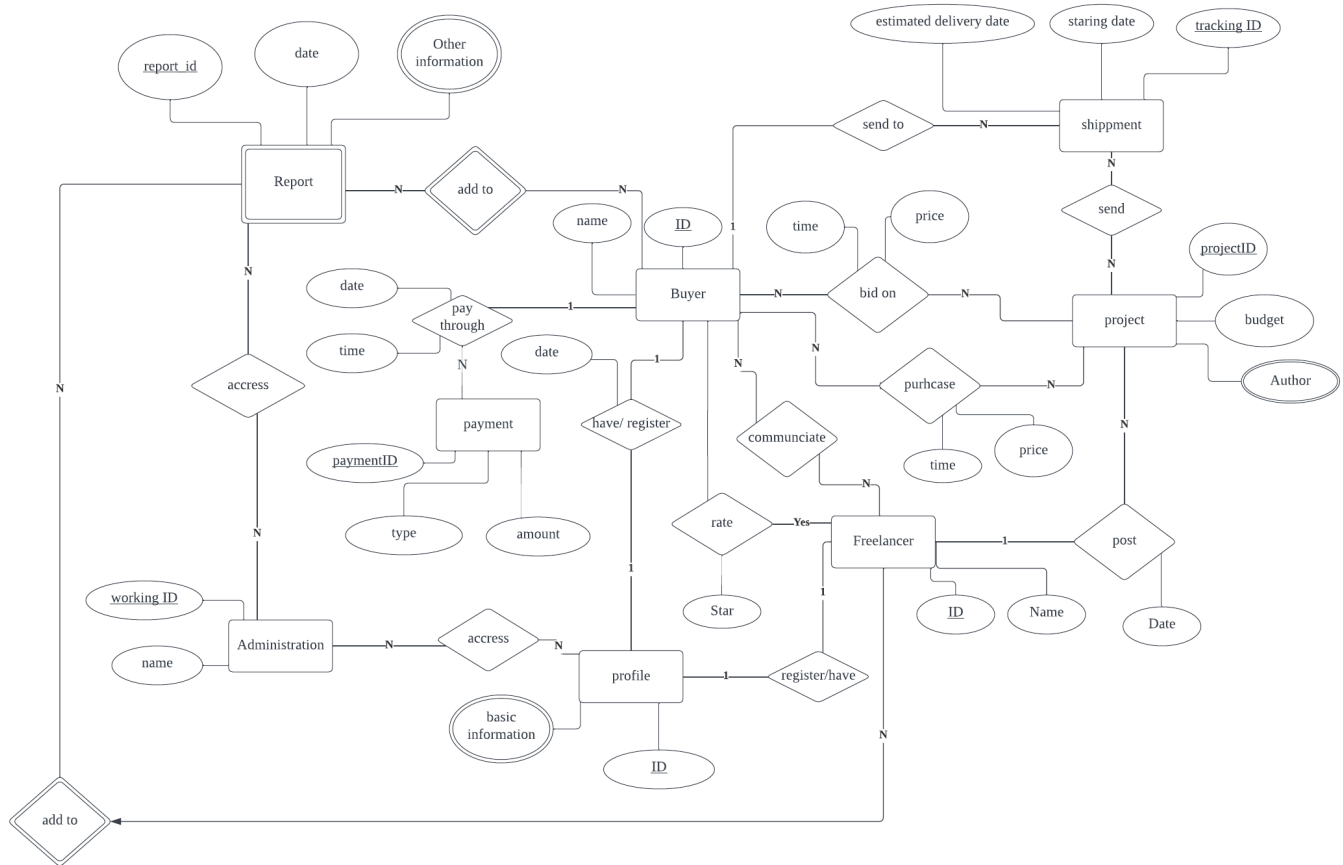 estimated delivery date
staring date
tracking ID
Other
information
date
report_id
send to
N
shippment
N
Report
N
add to
N
N
send
name
ID
1
time
price
N
projectID
N
date
pay
through
1
Buyer
N
bid on
N
project
budget
time
N
date
1
N
N
accress
N
purhcase
N
Author
N
payment
have/ register
communciate
N
paymentID
time
price
type
amount
N
rate
Yes
Freelancer
1
post
N
1
working ID
Star
1
ID
Name
Date
Administration
N
accress
N
name
profile
1
register/have
basic
information
N
ID
add to